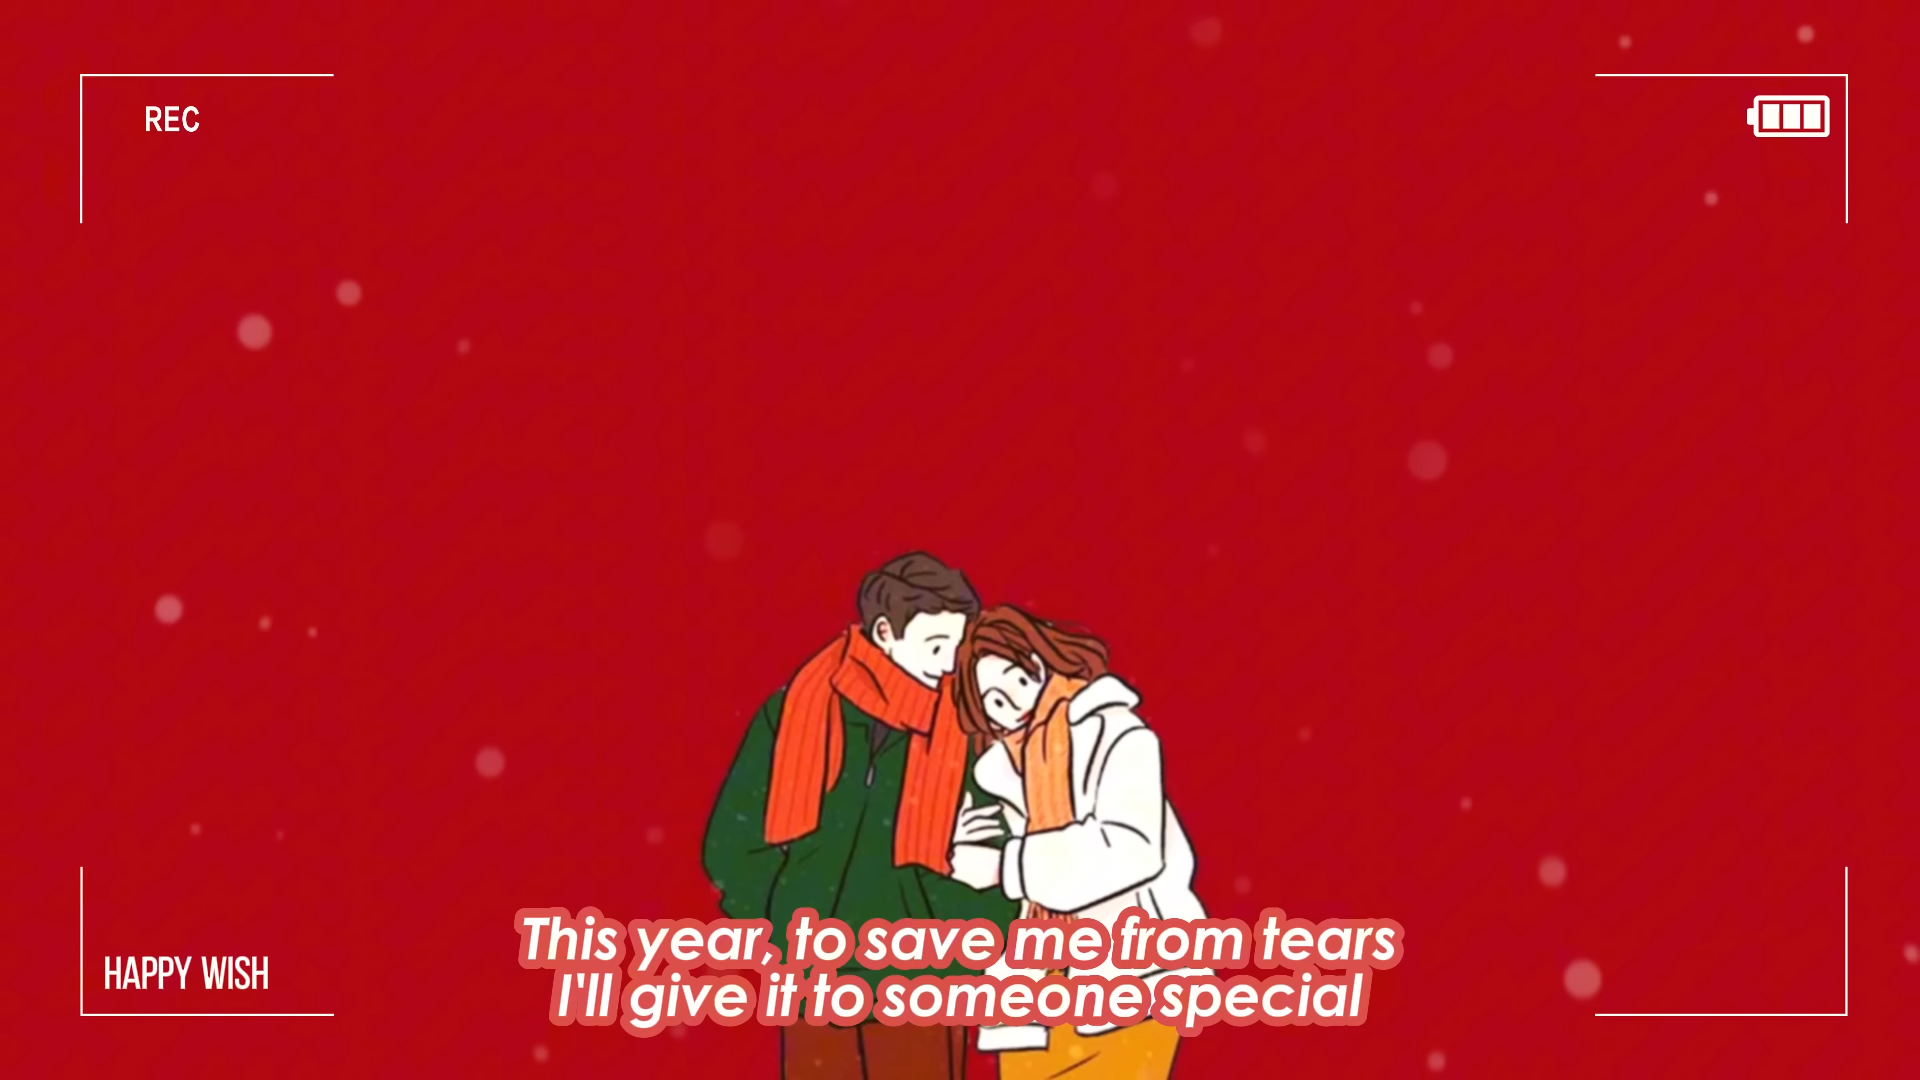 REC
This year, to save me from tears
I'll give it to someone special
HAPPY WISH